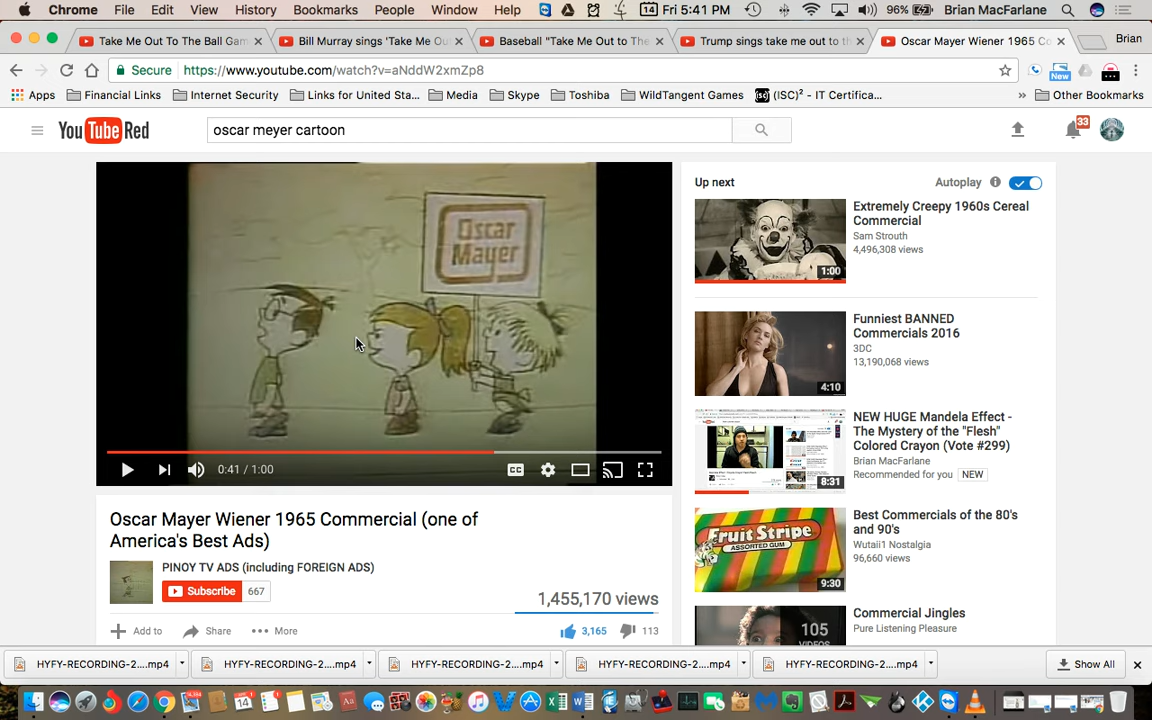 Chrome File Edit View History Bookmarks People Window Help 14 Fri 5:41 PM 96% Brian MacFarlane
Take Me Out To The Ball Gam Bill Murray sings 'Take Me Ou Baseball "Take Me Out to The Trump sings take me out to th Oscar Mayer Wiener 1965 Co Brian
Secure https://www.youtube.com/watch?v=aNddW2xmZp8 New
Apps Financial Links Internet Security Links for United Sta... Media Skype Toshiba WildTangent Games (ISC)² - IT Certifica... » Other Bookmarks
YouTube Red oscar meyer cartoon 33
Oscar
Mayer
0:41 / 1:00 CC
Oscar Mayer Wiener 1965 Commercial (one of
America's Best Ads)
PINOY TV ADS (including FOREIGN ADS)
Subscribe 667
1,455,170 views
Add to Share More 3,165 113
Up next Autoplay
Extremely Creepy 1960s Cereal
Commercial
Sam Strouth
4,496,308 views
1:00
Funniest BANNED
Commercials 2016
3DC
13,190,068 views
4:10
NEW HUGE Mandela Effect -
The Mystery of the "Flesh"
Colored Crayon (Vote #299)
Brian MacFarlane
Recommended for you NEW
8:31
Best Commercials of the 80's
and 90's
Wutaii1 Nostalgia
96,660 views
Fruit Stripe
ASSORTED GUM
9:30
Commercial Jingles
Pure Listening Pleasure
105
VIDEOS
HYFY-RECORDING-2....mp4 HYFY-RECORDING-2....mp4 HYFY-RECORDING-2....mp4 HYFY-RECORDING-2....mp4 HYFY-RECORDING-2....mp4 Show All